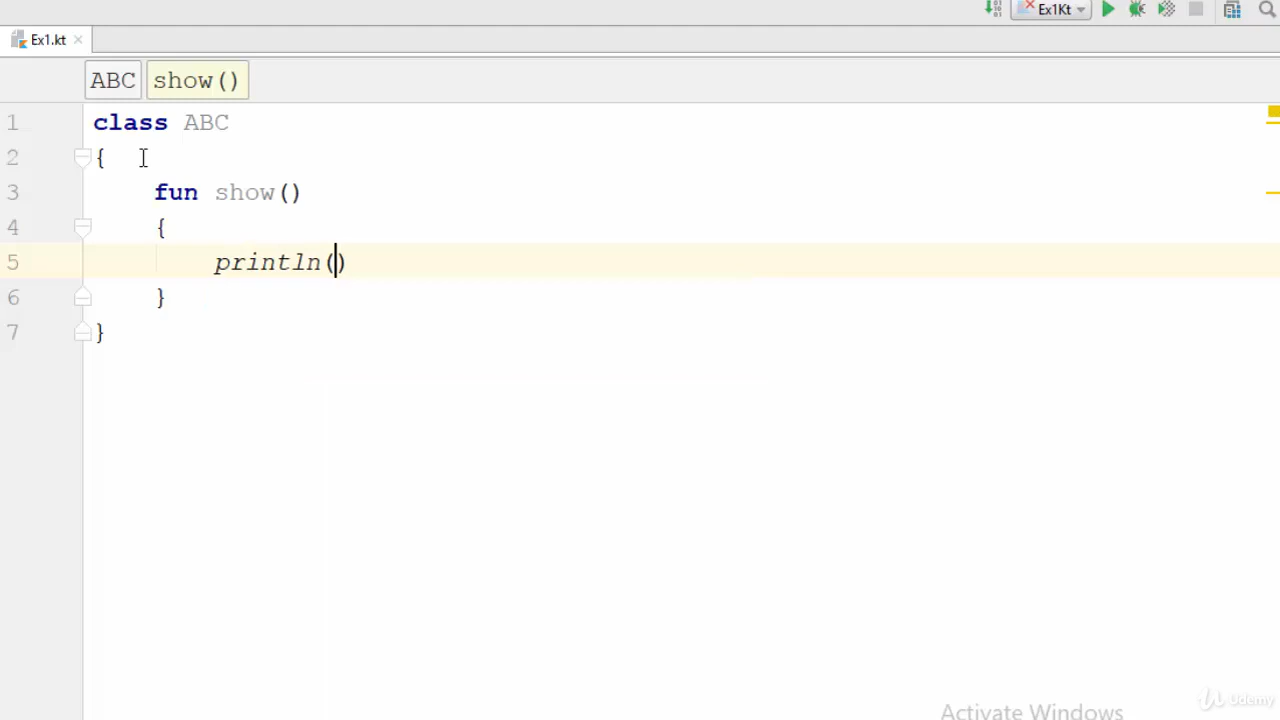 Ex1Kt
Ex1.kt
ABC show()
1 class ABC
2 {
3 fun show()
4 {
5 println()
6 }
7 }
Activate Windows
Udemy